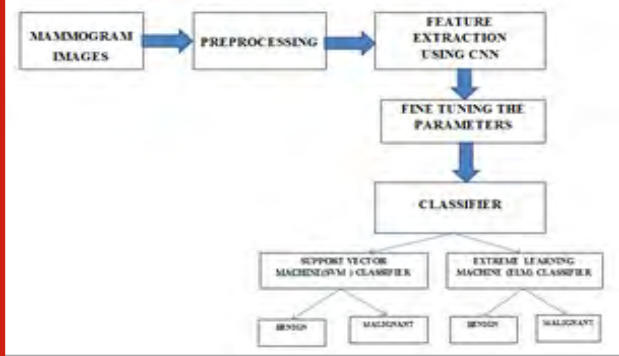 MAMMOGRAM
IMAGES
PREPROCESSING
FEATURE
EXTRACTION
USING CNN
FINE TUNING THE
PARAMETERS
CLASSIFIER
SUPPORT VECTOR
MACHINE(SVM ) CLASSIFIER
EXTREME LEARNING
MACHINE (ELM) CLASSIFIER
BENIGN
MALIGNANT
BENIGN
MALIGNANT